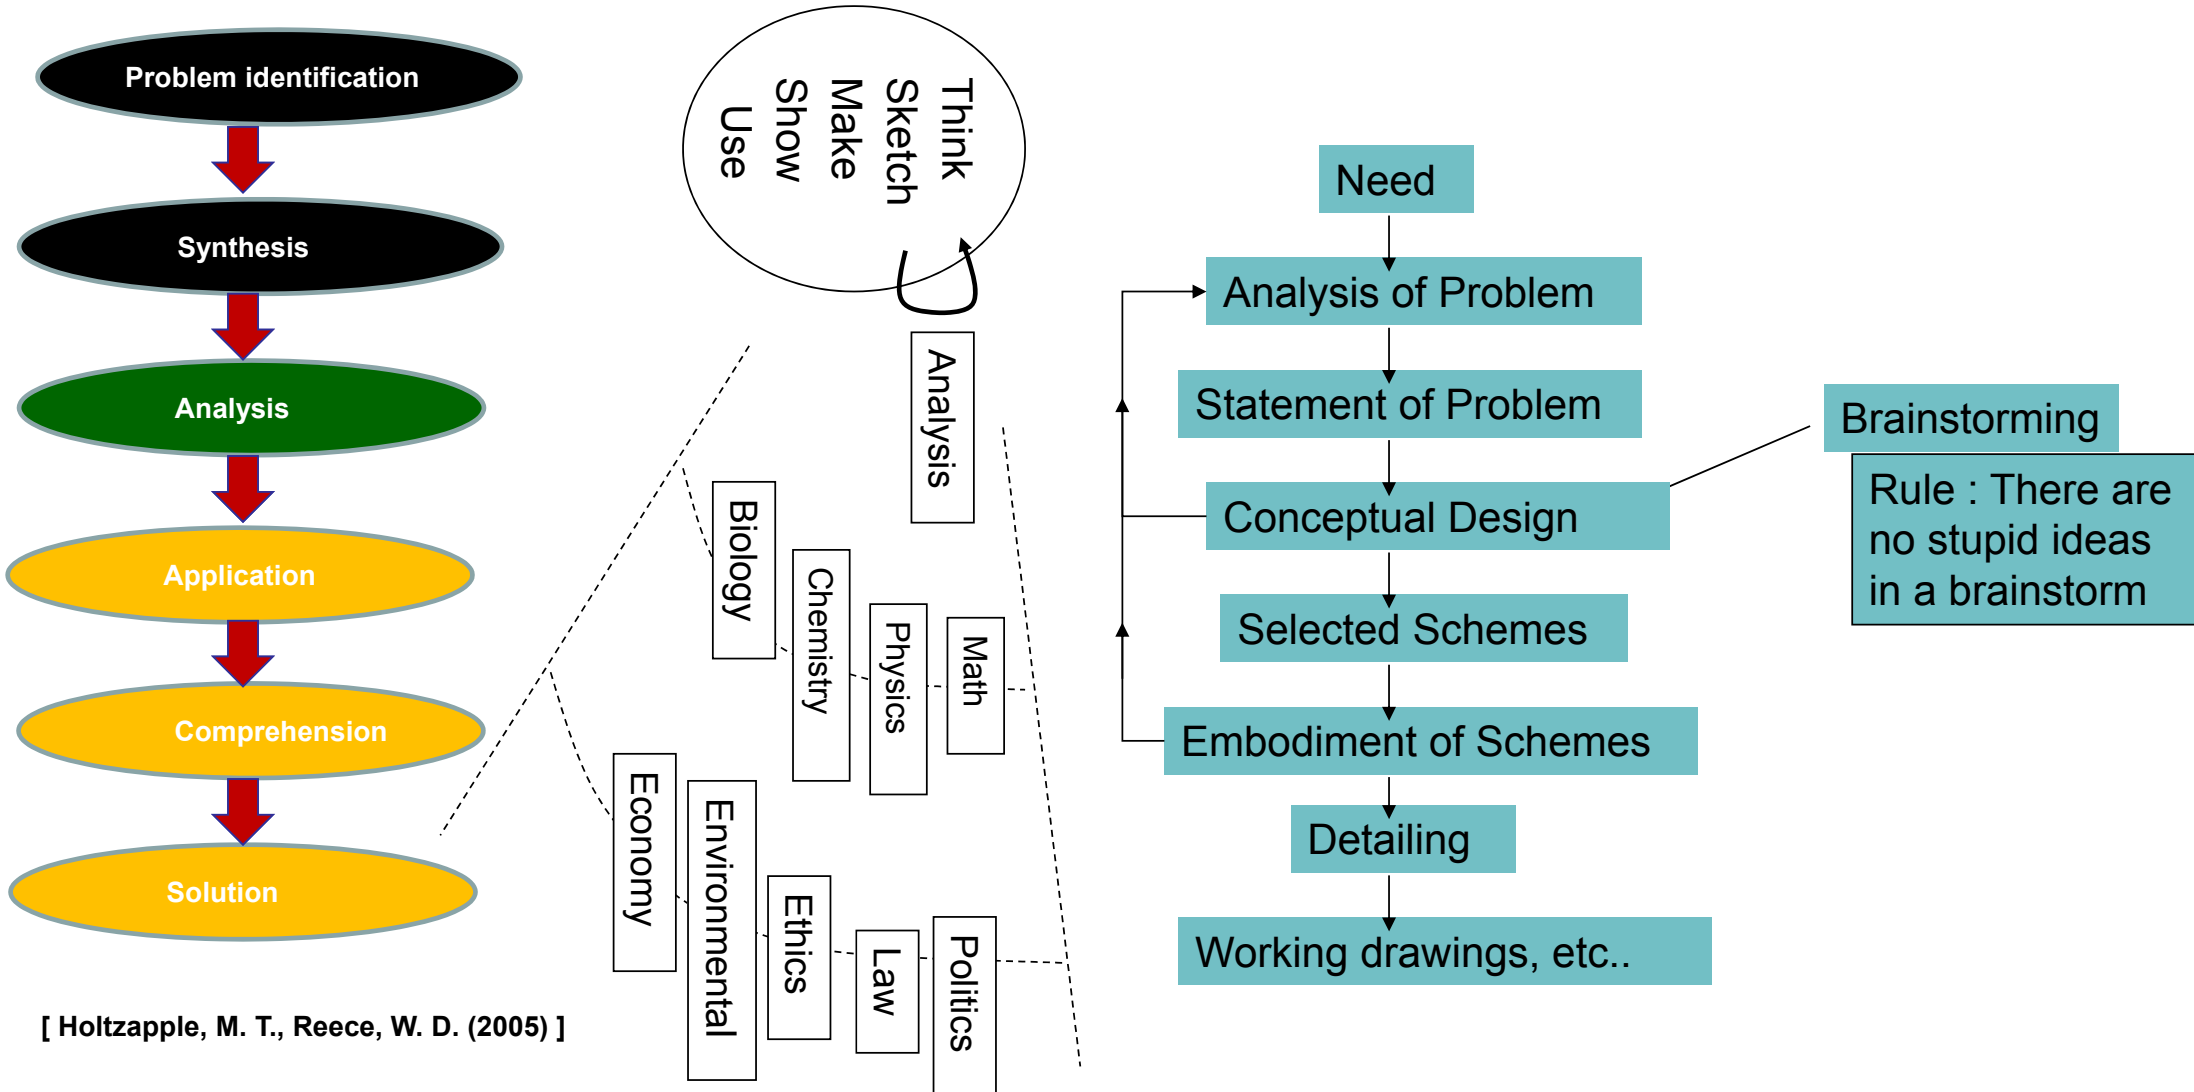 Problem identification
Synthesis
Analysis
Application
Comprehension
Solution
[ Holtzapple, M. T., Reece, W. D. (2005) ]
Think
Sketch
Make
Show
Use
Analysis
Biology
Chemistry
Physics
Math
Economy
Environmental
Ethics
Law
Politics
Need
Analysis of Problem
Statement of Problem
Conceptual Design
Selected Schemes
Embodiment of Schemes
Detailing
Working drawings, etc..
Brainstorming
Rule : There are
no stupid ideas
in a brainstorm